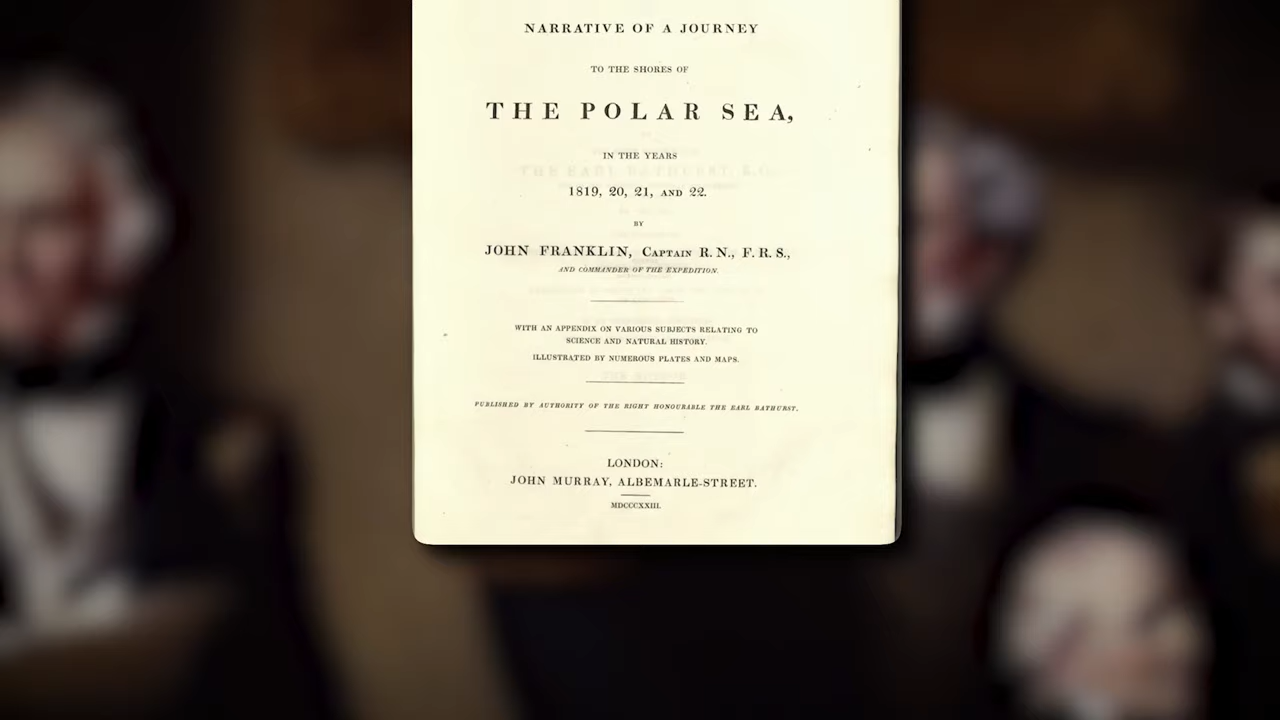 NARRATIVE OF A JOURNEY
TO THE SHORES OF
THE POLAR SEA,
IN THE YEARS
1819, 20, 21, AND 22.
BY
JOHN FRANKLIN, CAPTAIN R. N., F. R. S.,
AND COMMANDER OF THE EXPEDITION.
WITH AN APPENDIX ON VARIOUS SUBJECTS RELATING TO
SCIENCE AND NATURAL HISTORY.
ILLUSTRATED BY NUMEROUS PLATES AND MAPS.
PUBLISHED BY AUTHORITY OF THE RIGHT HONOURABLE THE EARL BATHURST.
LONDON:
JOHN MURRAY, ALBEMARLE-STREET.
MDCCCXXIII.